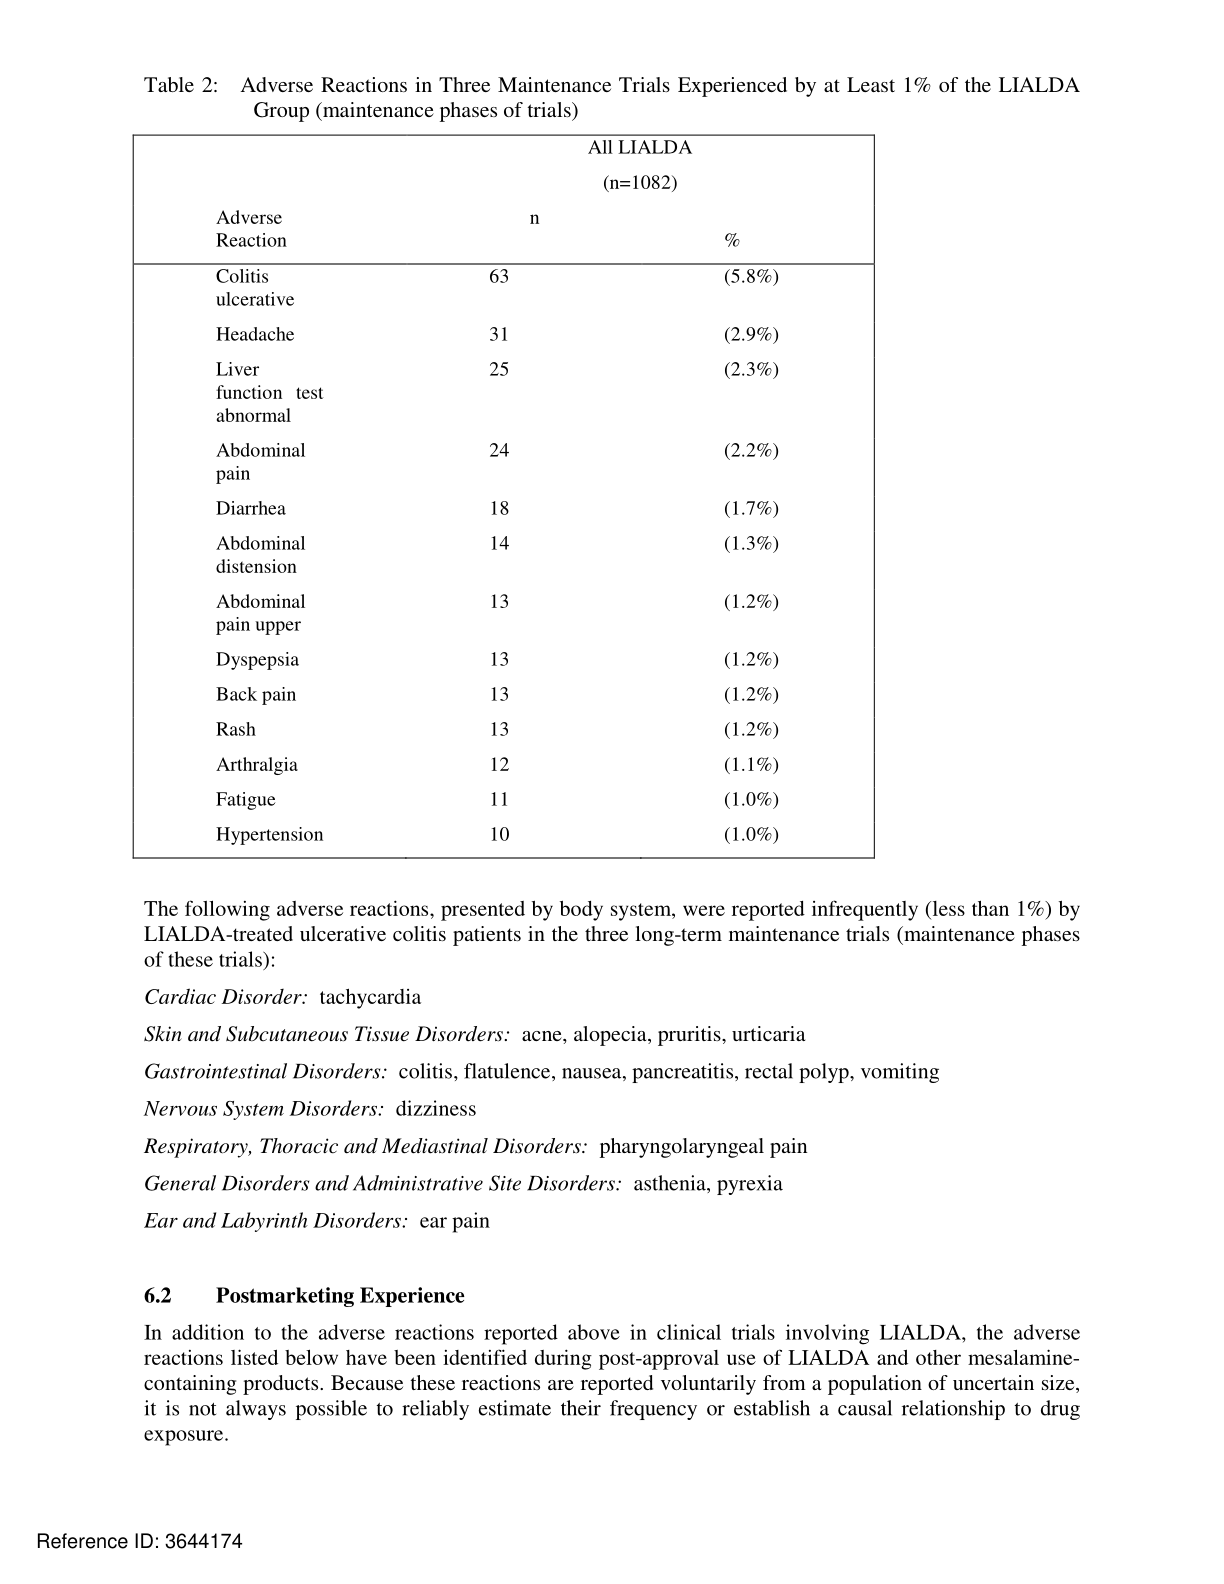 Table 2: Adverse Reactions in Three Maintenance Trials Experienced by at Least 1% of the LIALDA
Group (maintenance phases of trials)
All LIALDA
(n=1082)
Adverse
Reaction
n
%
Colitis
ulcerative
63
(5.8%)
Headache
31
(2.9%)
Liver
function test
abnormal
25
(2.3%)
Abdominal
pain
24
(2.2%)
Diarrhea
18
(1.7%)
Abdominal
distension
14
(1.3%)
Abdominal
pain upper
13
(1.2%)
Dyspepsia
13
(1.2%)
Back pain
13
(1.2%)
Rash
13
(1.2%)
Arthralgia
12
(1.1%)
Fatigue
11
(1.0%)
Hypertension
10
(1.0%)
The following adverse reactions, presented by body system, were reported infrequently (less than 1%) by
LIALDA-treated ulcerative colitis patients in the three long-term maintenance trials (maintenance phases
of these trials):
Cardiac Disorder: tachycardia
Skin and Subcutaneous Tissue Disorders: acne, alopecia, pruritis, urticaria
Gastrointestinal Disorders: colitis, flatulence, nausea, pancreatitis, rectal polyp, vomiting
Nervous System Disorders: dizziness
Respiratory, Thoracic and Mediastinal Disorders: pharyngolaryngeal pain
General Disorders and Administrative Site Disorders: asthenia, pyrexia
Ear and Labyrinth Disorders: ear pain
6.2 Postmarketing Experience
In addition to the adverse reactions reported above in clinical trials involving LIALDA, the adverse
reactions listed below have been identified during post-approval use of LIALDA and other mesalamine-
containing products. Because these reactions are reported voluntarily from a population of uncertain size,
it is not always possible to reliably estimate their frequency or establish a causal relationship to drug
exposure.
Reference ID: 3644174